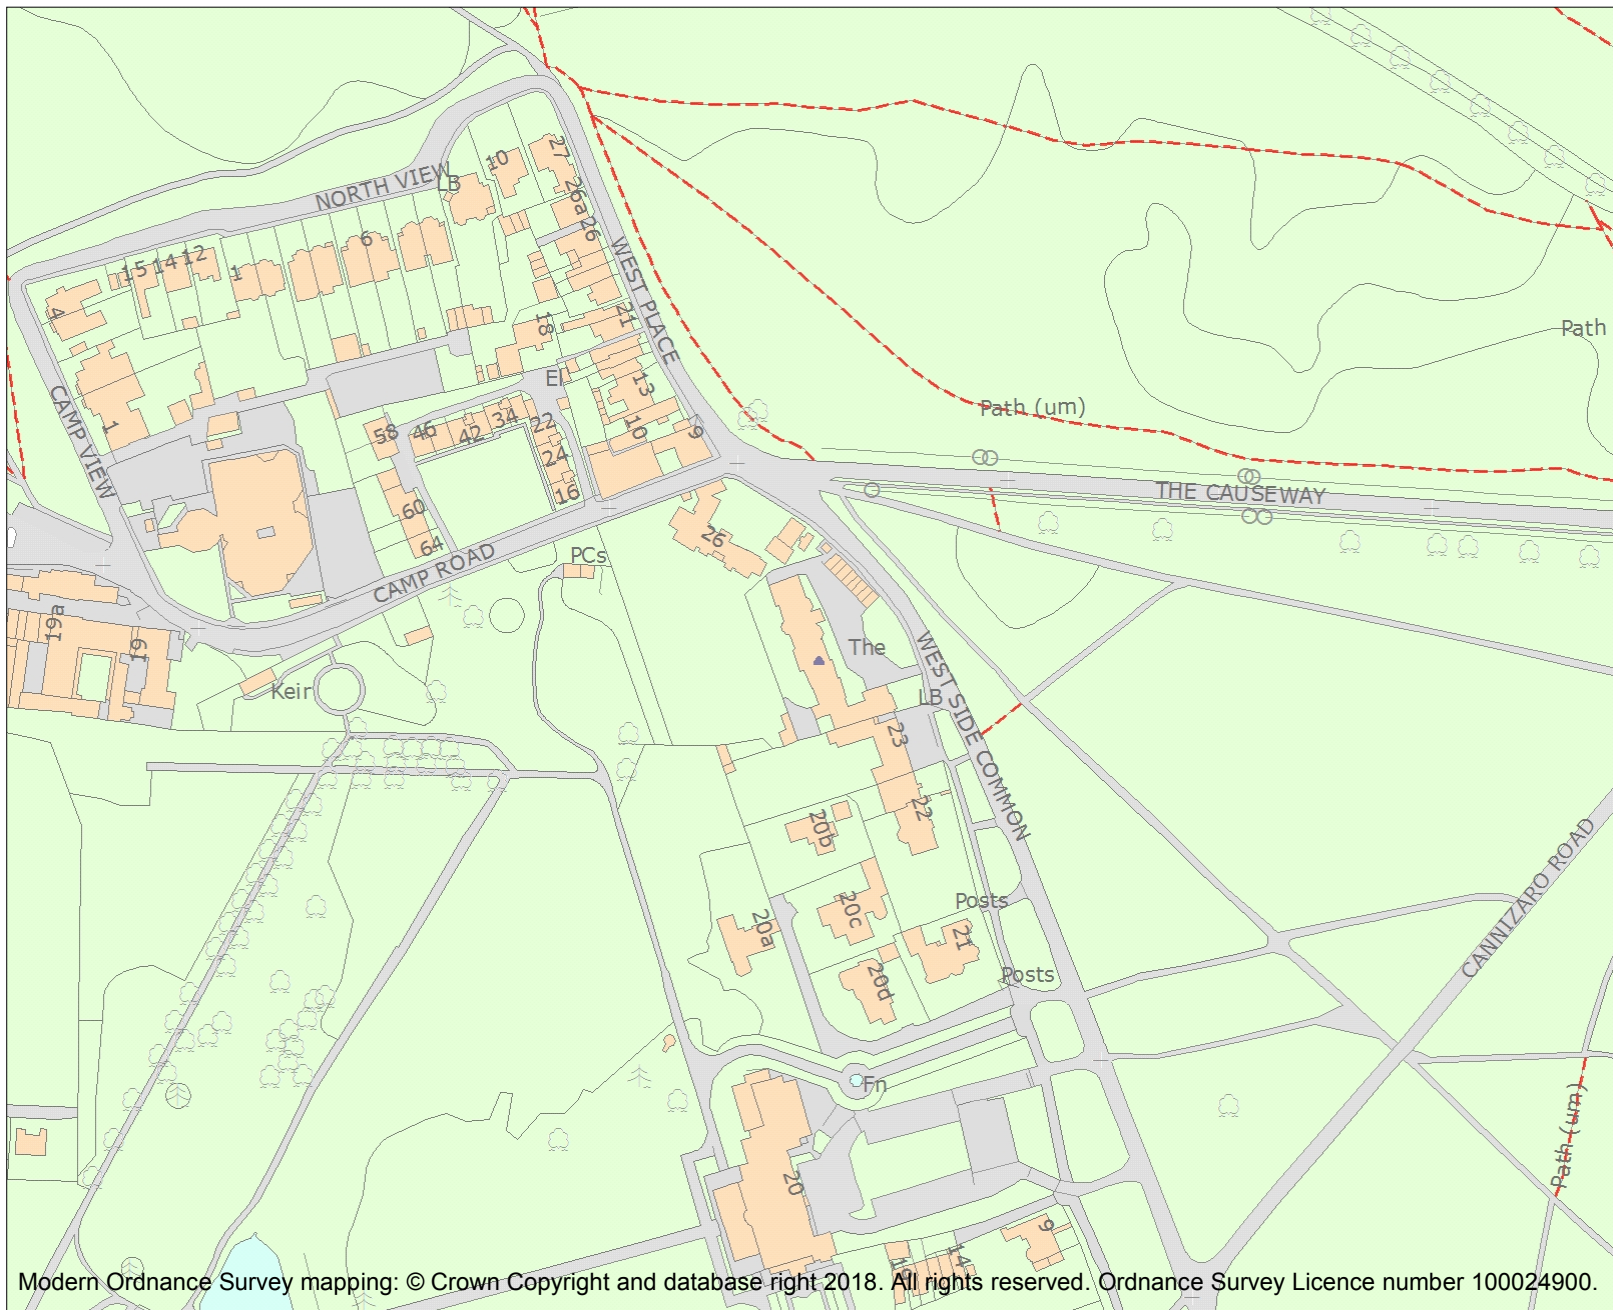 27
10
NORTH VIEW
LB
26a
26
6
12
14
15
1
WEST PLACE
4
21
18
Path
El
13
CAMP VIEW
Path (um)
1
10
9
34
22
58
46
42
24
16
THE CAUSEWAY
60
26
64
PCs
CAMP ROAD
19a
19
The
WEST SIDE COMMON
Keir
LB
23
22
20b
CANNIZARO ROAD
Posts
20c
20a
21
Posts
20d
Fn
Path (um)
20
9
14
19
Modern Ordnance Survey mapping: © Crown Copyright and database right 2018. All rights reserved. Ordnance Survey Licence number 100024900.